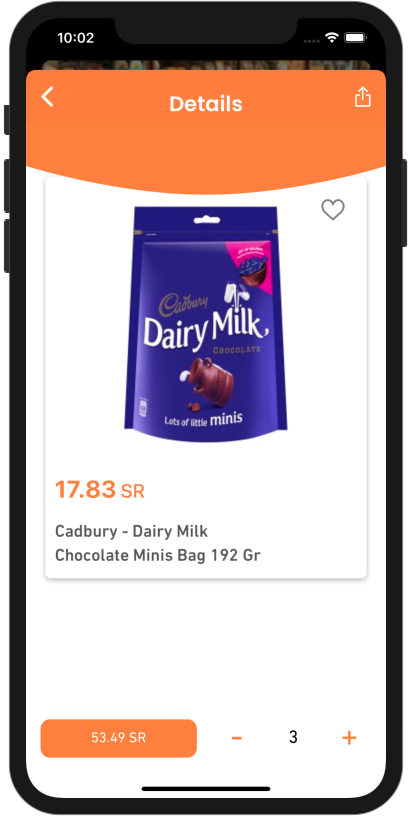 10:02
Details
Cadbury
Dairy Milk
CHOCOLATE
Lots of little minis
17.83 SR
Cadbury - Dairy Milk
Chocolate Minis Bag 192 Gr
53.49 SR
-
3
+